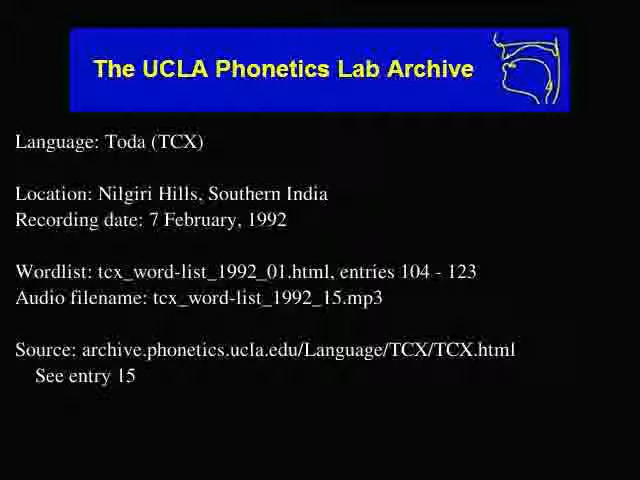 The UCLA Phonetics Lab Archive
Language: Toda (TCX)
Location: Nilgiri Hills, Southern India
Recording date: 7 February, 1992
Wordlist: tcx_word-list_1992_01.html, entries 104 - 123
Audio filename: tcx_word-list_1992_15.mp3
Source: archive.phonetics.ucla.edu/Language/TCX/TCX.html
See entry 15